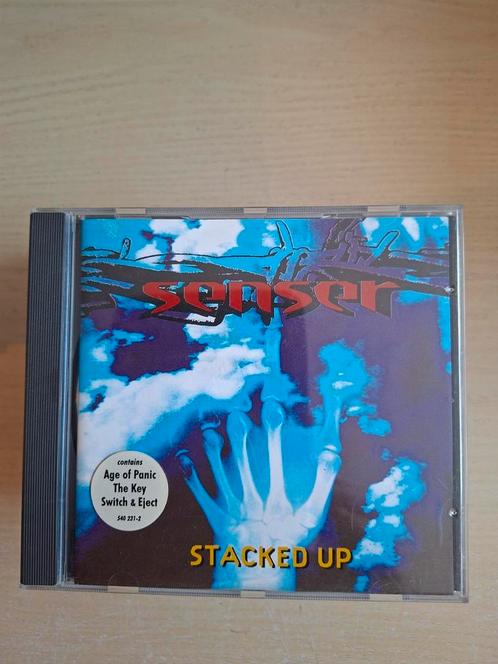 senser
contains
Age of Panic
The Key
Switch & Eject
540 231-2
STACKED UP